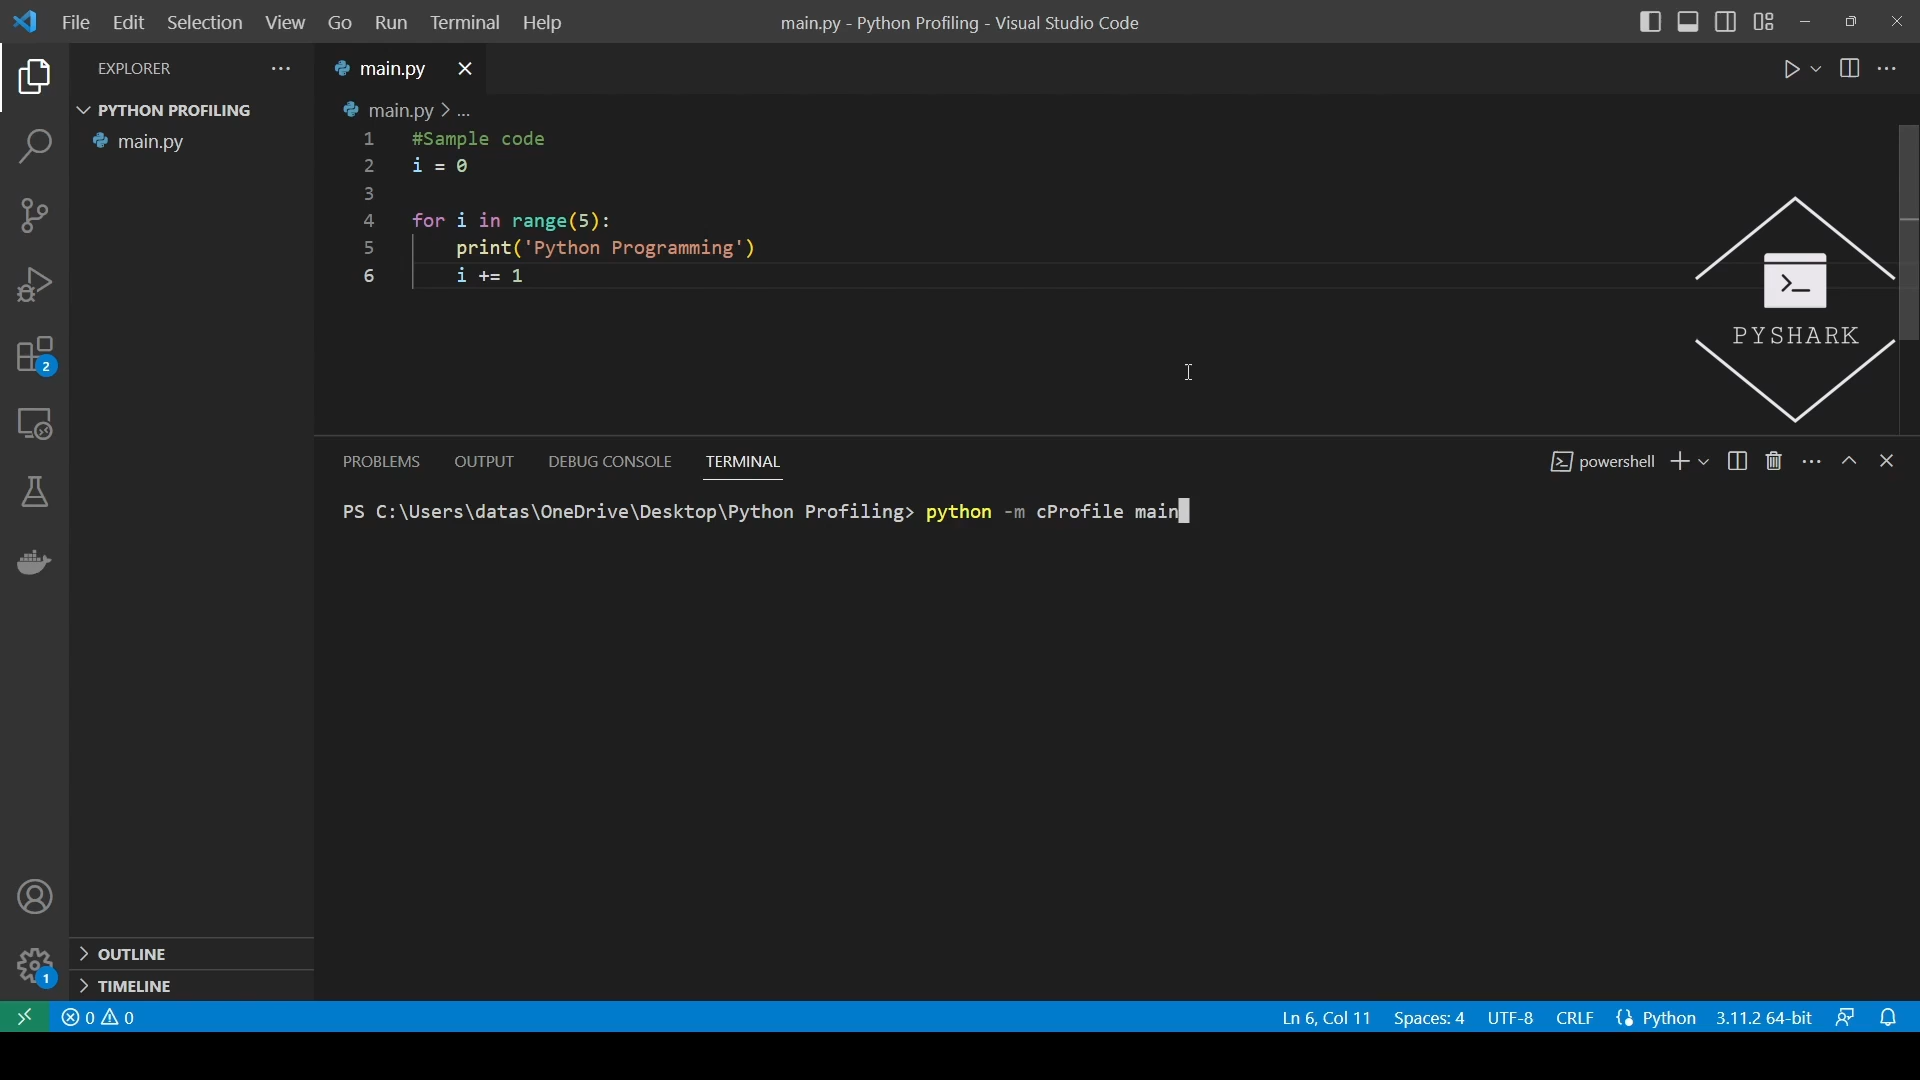 File Edit Selection View Go Run Terminal Help
main.py - Python Profiling - Visual Studio Code
EXPLORER
PYTHON PROFILING
main.py
OUTLINE
TIMELINE
2
1
main.py
main.py > ...
1 #Sample code
2 i = 0
3
4 for i in range(5):
5 print('Python Programming')
6 i += 1
>_
PYSHARK
PROBLEMS OUTPUT DEBUG CONSOLE TERMINAL
powershell
PS C:\Users\datas\OneDrive\Desktop\Python Profiling> python -m cProfile main
0 0
Ln 6, Col 11 Spaces: 4 UTF-8 CRLF Python 3.11.2 64-bit